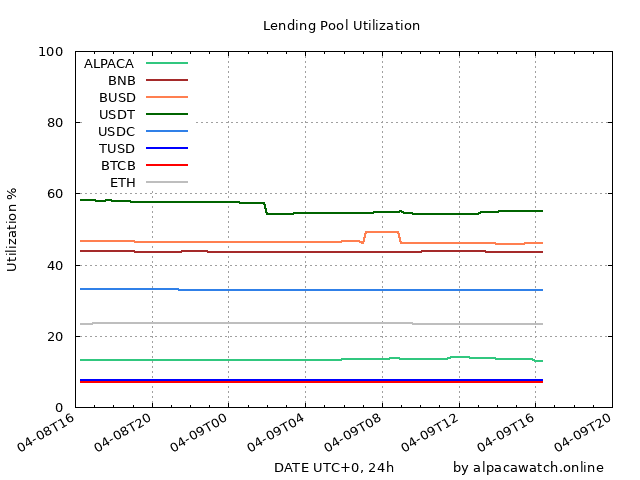 Lending Pool Utilization
100
80
60
40
20
0
Utilization %
ALPACA
BNB
BUSD
USDT
USDC
TUSD
BTCB
ETH
04-08T16
04-08T20
04-09T00
04-09T04
04-09T08
04-09T12
04-09T16
04-09T20
DATE UTC+0, 24h
by alpacawatch.online